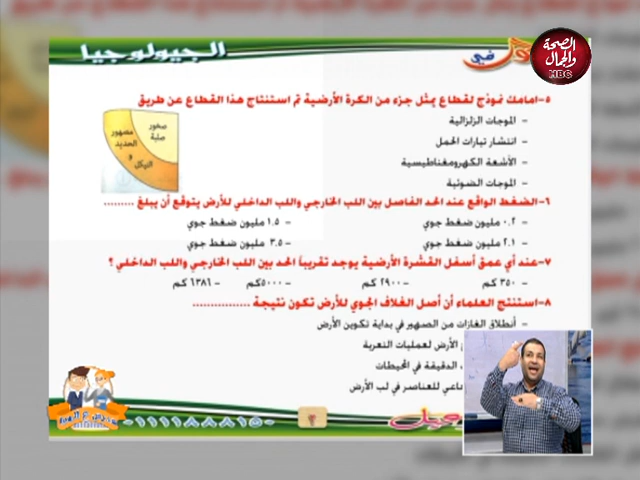 الصحة
والجمال
HBC
في
الجيولوجيا
٥-امامك نموذج لقطاع يمثل جزء من الكرة الأرضية تم استنتاج هذا القطاع عن طريق
- الموجات الزلزالية
- انتشار تيارات الحمل
- الأشعة الكهرومغناطيسية
- الموجات الضوئية
صخور
صلبة
مصهور
الحديد
و
النيكل
٦-الضغط الواقع عند الحد الفاصل بين اللب الخارجي واللب الداخلي للأرض يتوقع أن يبلغ .........
- ٠.٢ مليون ضغط جوي
- ١.٥ مليون ضغط جوي
- ٢.١ مليون ضغط جوي
- ٣.٥ مليون ضغط جوي
٧-عند أي عمق أسفل القشرة الأرضية يوجد تقريباً الحد بين اللب الخارجي واللب الداخلي ؟
- ٣٥٠ كم
- ٢٩٠٠ كم
- ٥٠٠٠كم
- ٦٣٨٦ كم
٨-استنتج العلماء أن أصل الغلاف الجوي للأرض تكون نتيجة ...............
- أنطلاق الغازات من الصهير في بداية تكوين الأرض
الأرض لعمليات التعرية
الدقيقة في المحيطات
للعناصر في لب الأرض
٠١١١١٨٨٨١٥٠
٣